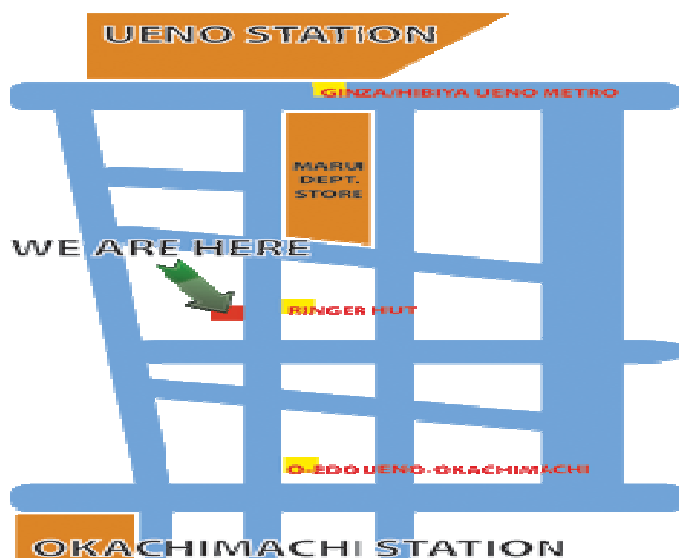 UENO STATION
GINZA/HIBIYA UENO METRO
MARUI
DEPT.
STORE
WE ARE HERE
RINGER HUT
O-EDO UENO-OKACHIMACHI
OKACHIMACHI STATION